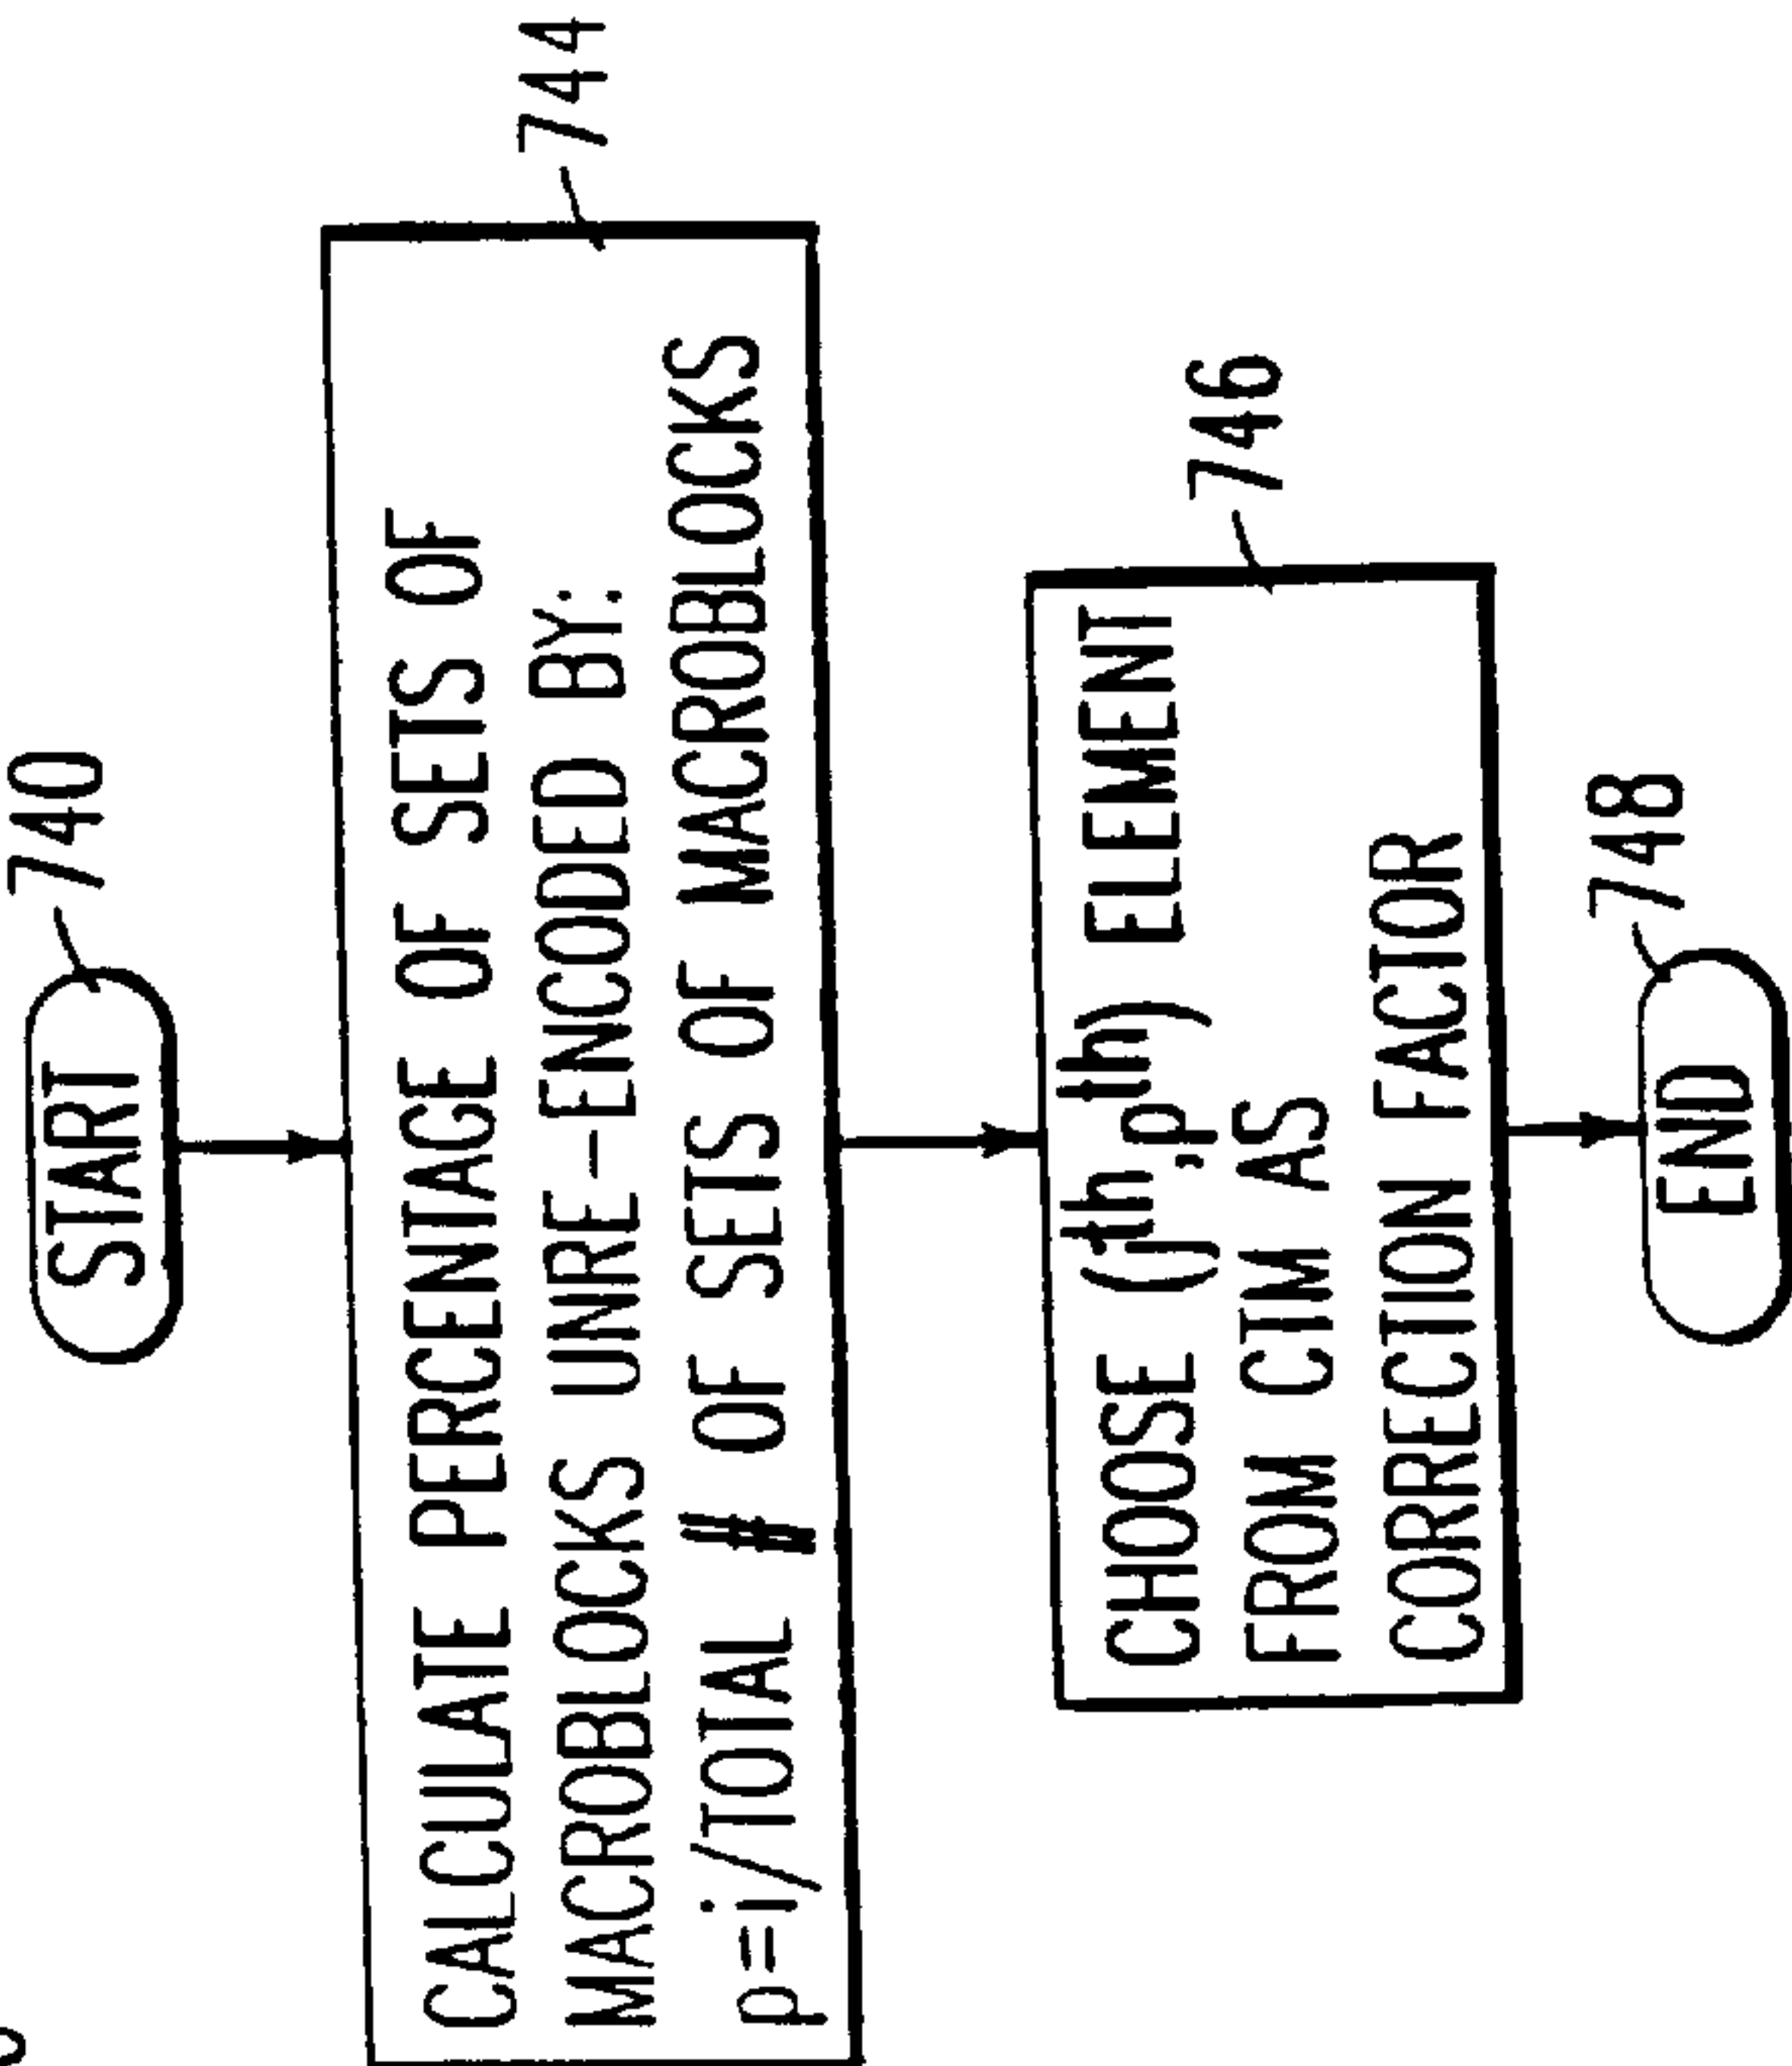 START
740
CALCULATE PERCENTAGE OF SETS OF
MACROBLOCKS UNRE-ENCODED BY:
p=i/TOTAL # OF SETS OF MACROBLOCKS
744
CHOOSE (jth,pth) ELEMENT
FROM CTM AS
CORRECTION FACTOR
746
END
748